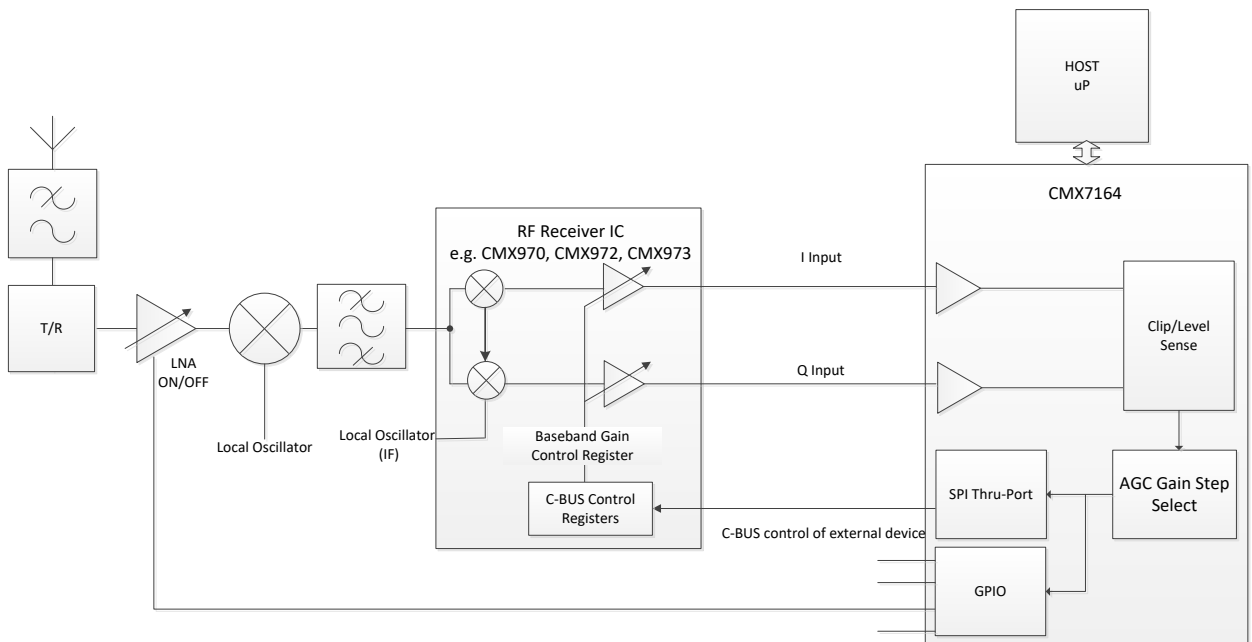 HOST
uP
CMX7164
RF Receiver IC
e.g. CMX970, CMX972, CMX973
I Input
T/R
LNA
ON/OFF
Clip/Level
Sense
Q Input
Local Oscillator
Local Oscillator
(IF)
Baseband Gain
Control Register
C-BUS Control
Registers
SPI Thru-Port
AGC Gain Step
Select
C-BUS control of external device
GPIO